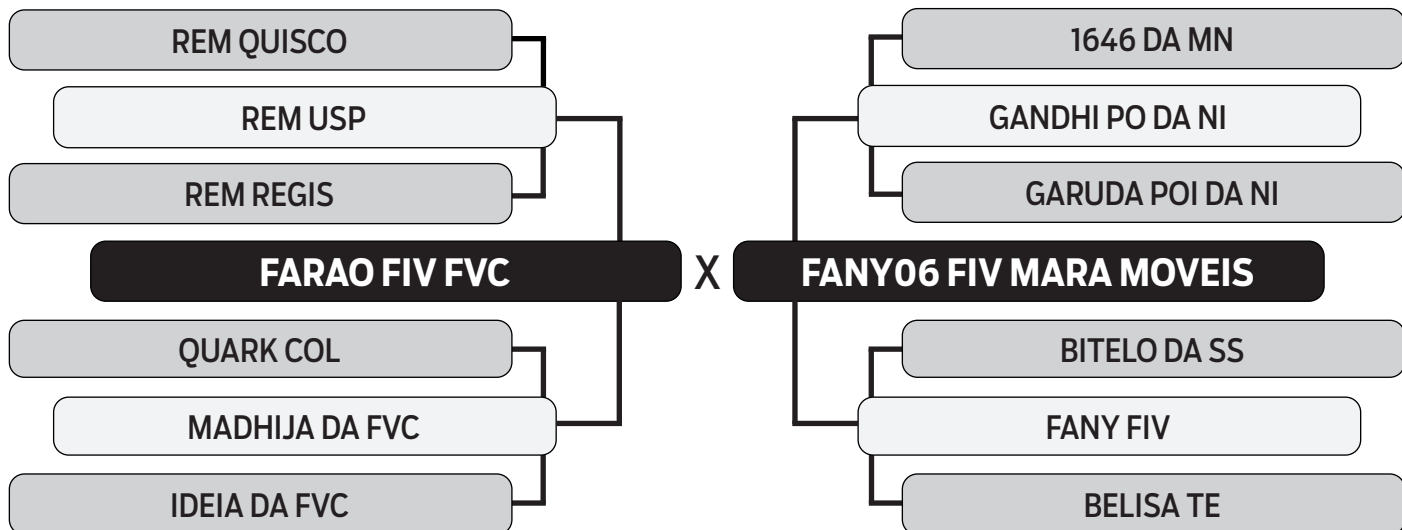 REM QUISCO
1646 DA MN
REM USP
GANDHI PO DA NI
REM REGIS
GARUDA POI DA NI
FARAO FIV FVC X FANY06 FIV MARA MOVEIS
QUARK COL
BITELO DA SS
MADHIJA DA FVC
FANY FIV
IDEIA DA FVC
BELISA TE